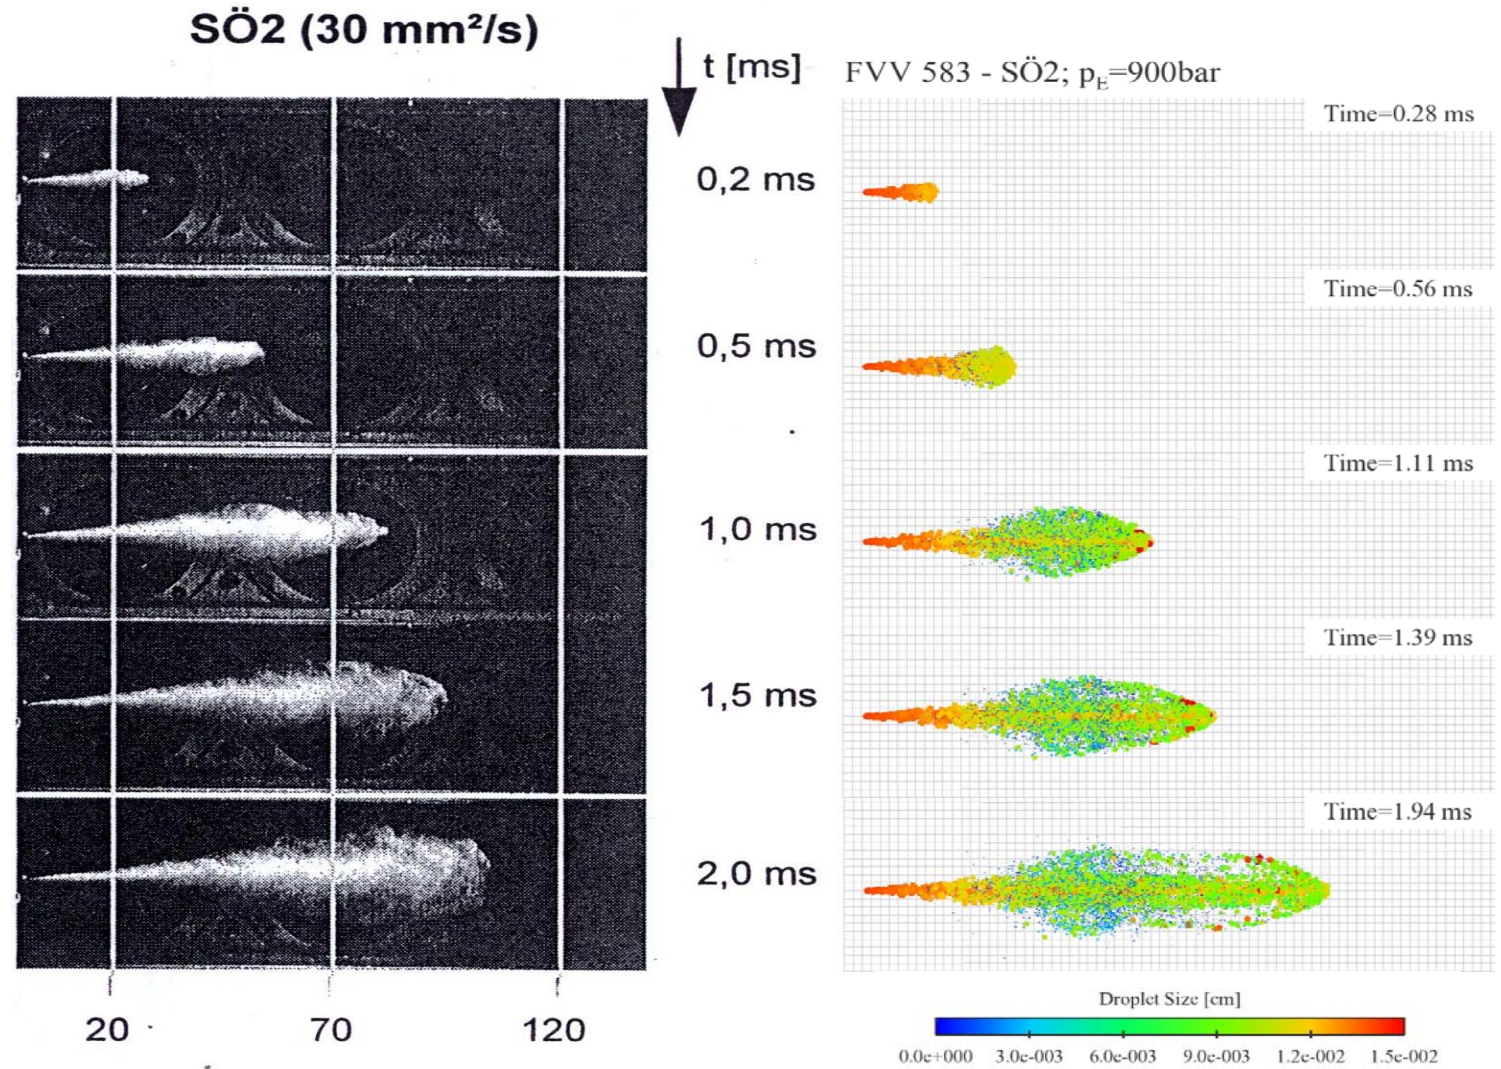 SÖ2 (30 mm²/s)
t [ms]
0,2 ms
0,5 ms
1,0 ms
1,5 ms
2,0 ms
20
70
120
FVV 583 - SÖ2; pE=900bar
Time=0.28 ms
Time=0.56 ms
Time=1.11 ms
Time=1.39 ms
Time=1.94 ms
Droplet Size [cm]
0.0e+000 3.0e-003 6.0e-003 9.0e-003 1.2e-002 1.5e-002